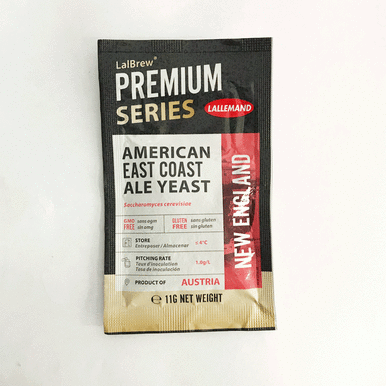 LalBrew®
PREMIUM
SERIES
LALLEMAND
AMERICAN
EAST COAST
ALE YEAST
Saccharomyces cerevisiae
NEW ENGLAND
GMO FREE
sans ogm
sin omg
GLUTEN FREE
sans gluten
sin gluten
STORE
Entreposer / Almacenar
< 4°C
PITCHING RATE
Taux d'inoculation
Tasa de inoculación
1.0g/L
PRODUCT OF
AUSTRIA
e 11G NET WEIGHT